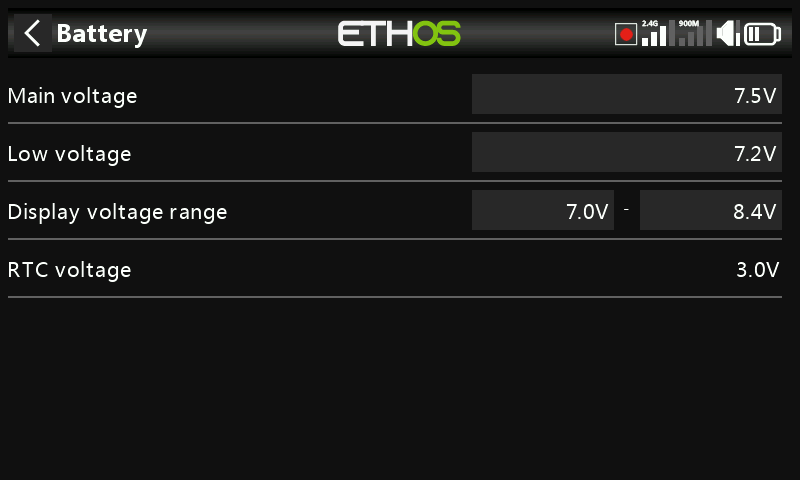 Battery
ETHOS
2.4G
900M
Main voltage 7.5V
Low voltage 7.2V
Display voltage range 7.0V - 8.4V
RTC voltage 3.0V